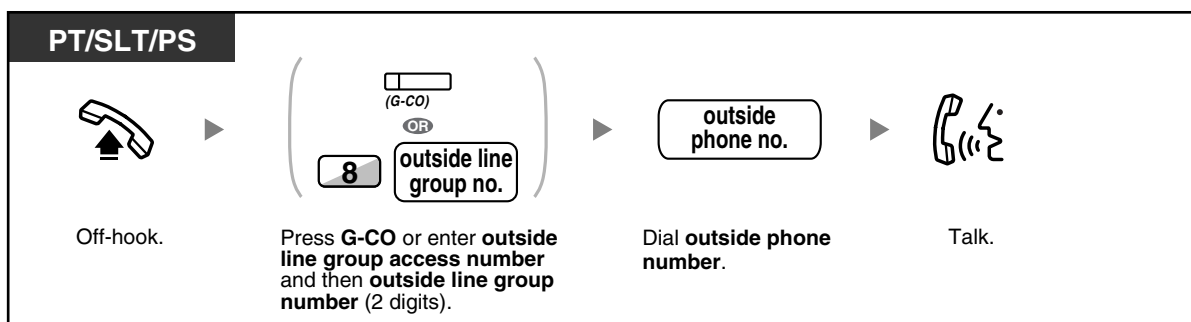 PT/SLT/PS
(G-CO)
OR
8
outside line
group no.
outside
phone no.
Off-hook.
Press G-CO or enter outside
line group access number
and then outside line group
number (2 digits).
Dial outside phone
number.
Talk.